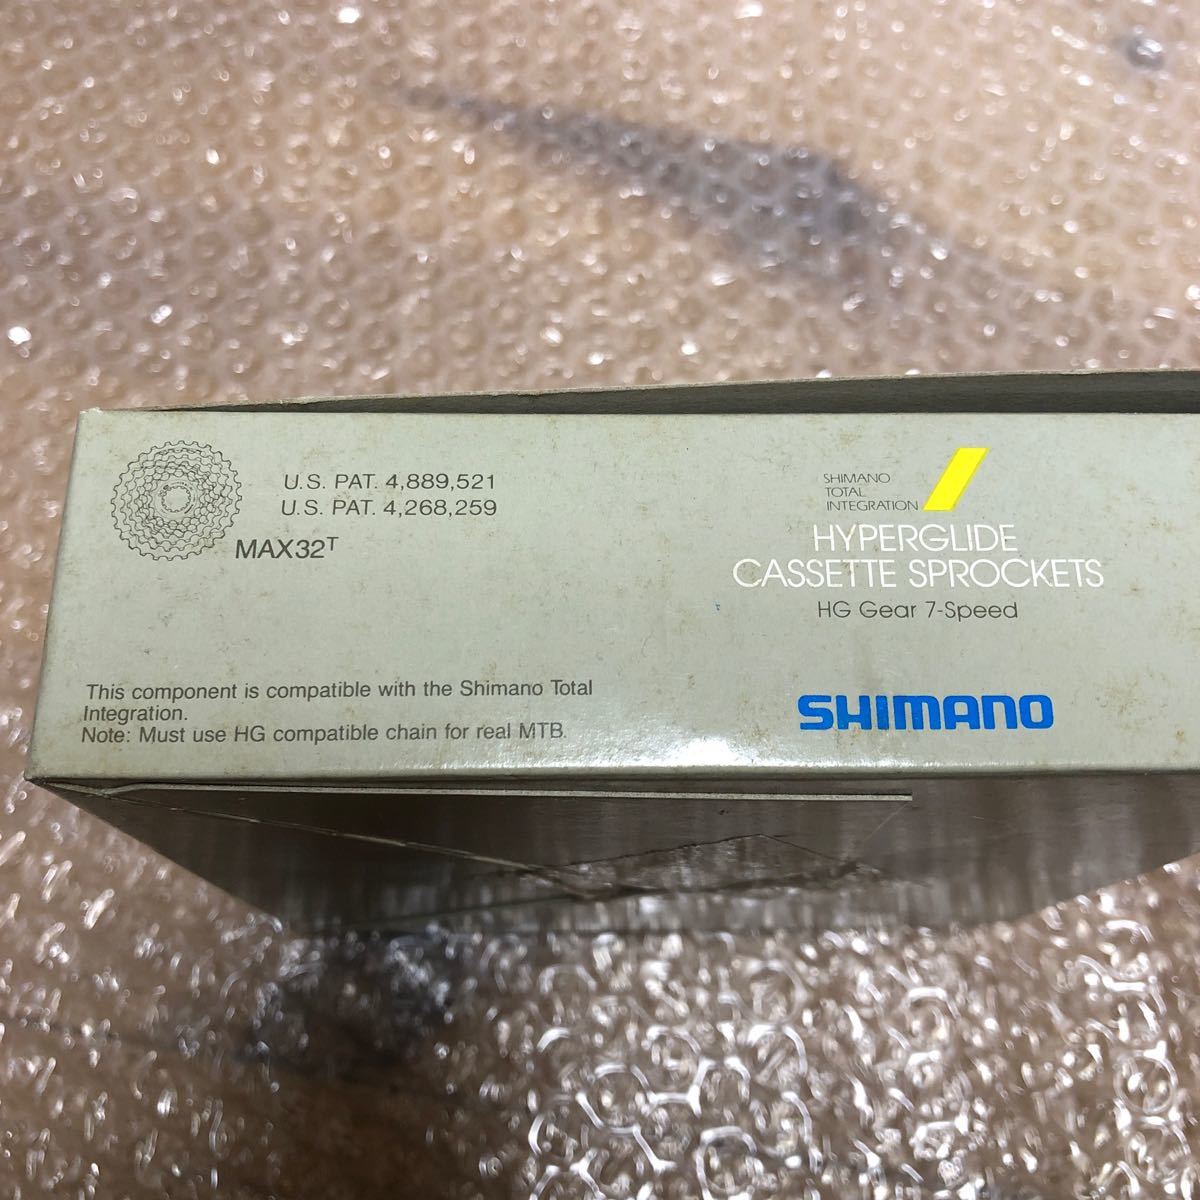 U.S. PAT. 4,889,521
U.S. PAT. 4,268,259
MAX32T
This component is compatible with the Shimano Total
Integration.
Note: Must use HG compatible chain for real MTB.
SHIMANO
TOTAL
INTEGRATION
HYPERGLIDE
CASSETTE SPROCKETS
HG Gear 7-Speed
SHIMANO